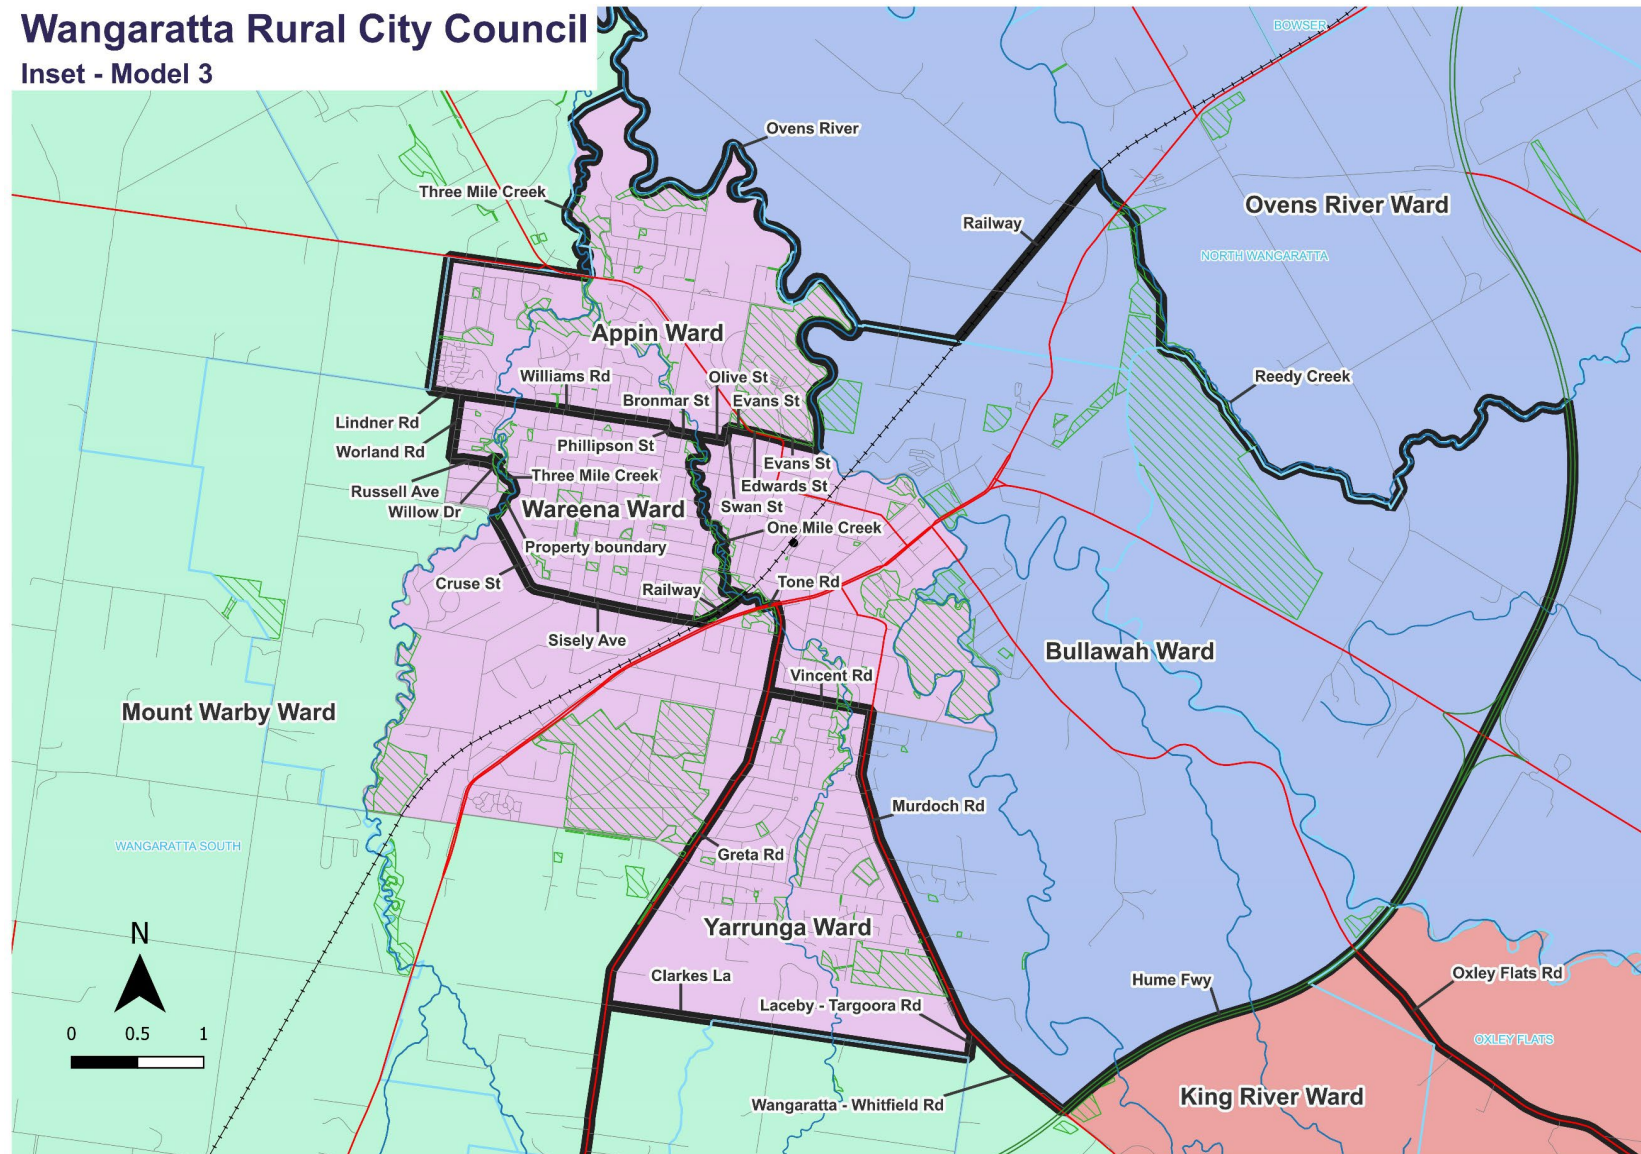 Wangaratta Rural City Council
Inset - Model 3
BOWSER
Ovens River
Three Mile Creek
Ovens River Ward
Railway
NORTH WANGARATTA
Appin Ward
Williams Rd
Olive St
Reedy Creek
Bronmar St
Evans St
Lindner Rd
Phillipson St
Worland Rd
Evans St
Three Mile Creek
Edwards St
Russell Ave
Swan St
Willow Dr
Wareena Ward
One Mile Creek
Property boundary
Cruse St
Railway
Tone Rd
Sisely Ave
Bullawah Ward
Vincent Rd
Mount Warby Ward
Murdoch Rd
WANGARATTA SOUTH
Greta Rd
Yarrunga Ward
N
Clarkes La
Hume Fwy
Oxley Flats Rd
Laceby - Targoora Rd
0 0.5 1
OXLEY FLATS
King River Ward
Wangaratta - Whitfield Rd